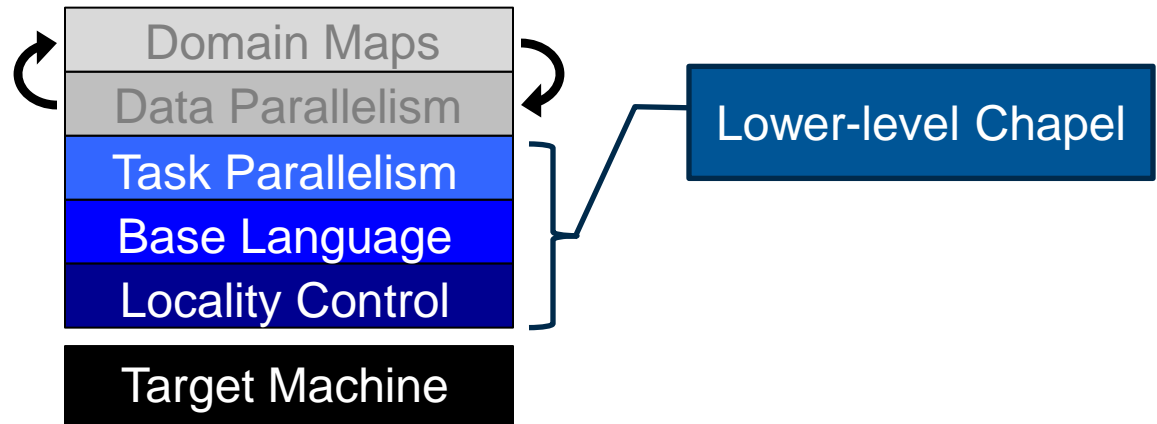 Domain Maps
Data Parallelism
Task Parallelism
Base Language
Locality Control
Target Machine
Lower-level Chapel